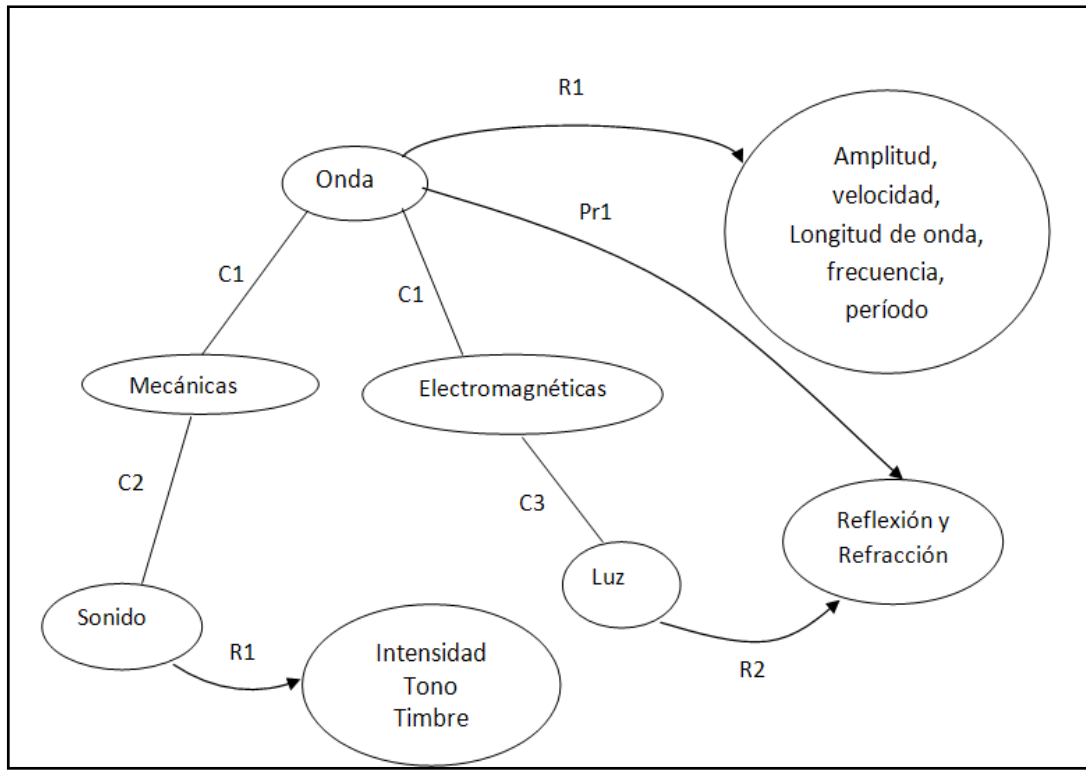 R1
Amplitud,
velocidad,
Longitud de onda,
frecuencia,
período
Onda
Pr1
C1
C1
Mecánicas
Electromagnéticas
C2
C3
Reflexión y
Refracción
Luz
Sonido
R1
Intensidad
Tono
Timbre
R2